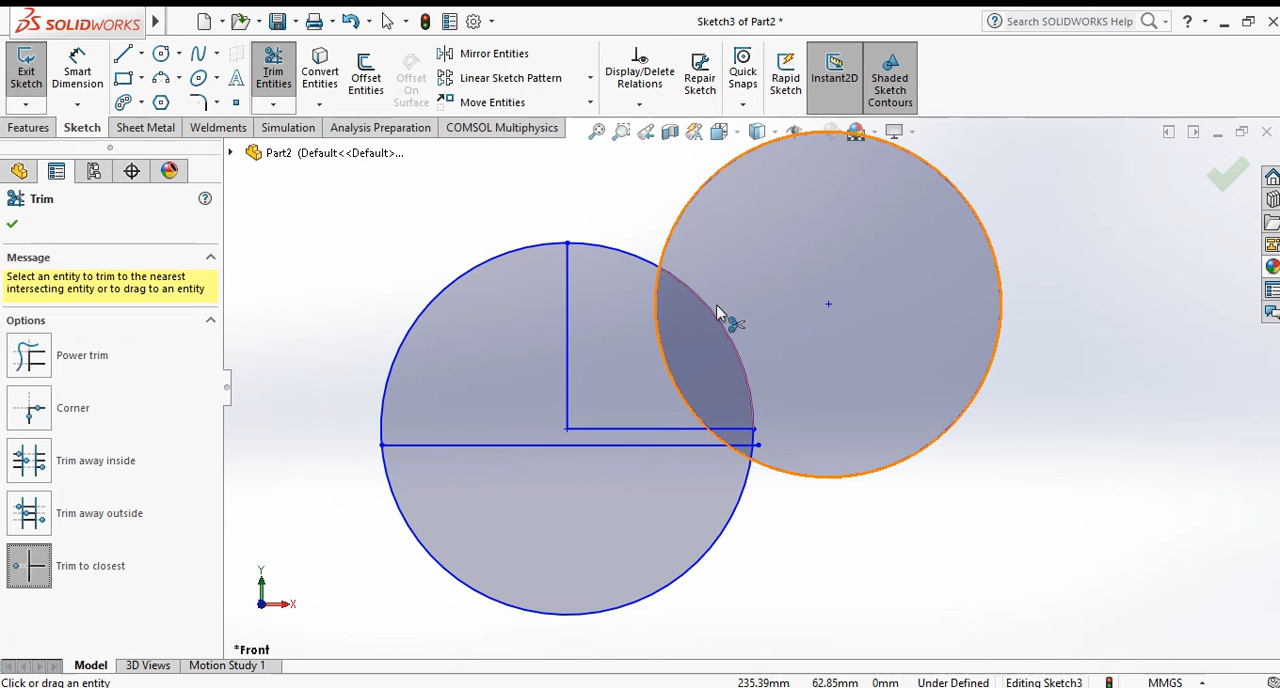 SOLIDWORKS
Sketch3 of Part2 *
Search SOLIDWORKS Help
?
Exit Sketch
Smart Dimension
Trim Entities
Convert Entities
Offset Entities
Offset On Surface
Mirror Entities
Linear Sketch Pattern
Move Entities
Display/Delete Relations
Repair Sketch
Quick Snaps
Rapid Sketch
Instant2D
Shaded Sketch Contours
Features
Sketch
Sheet Metal
Weldments
Simulation
Analysis Preparation
COMSOL Multiphysics
Part2 (Default<<Default>...
Trim
?
Message
Select an entity to trim to the nearest
intersecting entity or to drag to an entity
Options
Power trim
Corner
Trim away inside
Trim away outside
Trim to closest
Y
X
*Front
Model
3D Views
Motion Study 1
Click or drag an entity
235.39mm
62.85mm
0mm
Under Defined
Editing Sketch3
MMGS